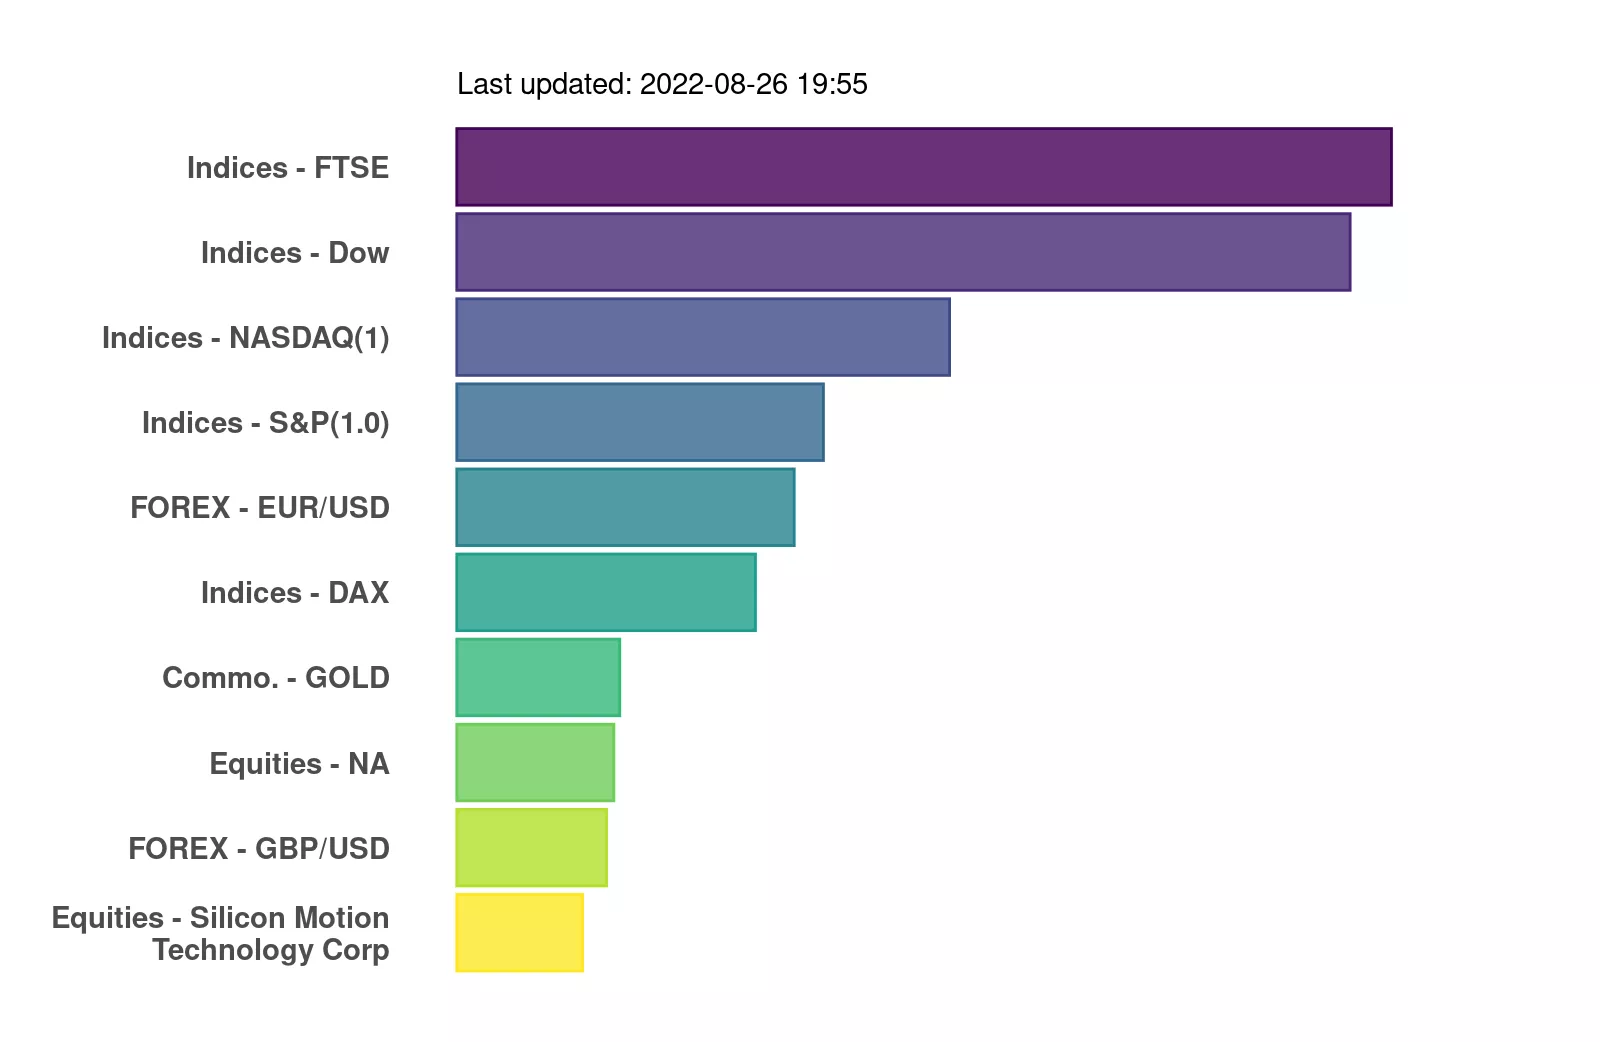 Last updated: 2022-08-26 19:55
Indices - FTSE
Indices - Dow
Indices - NASDAQ(1)
Indices - S&P(1.0)
FOREX - EUR/USD
Indices - DAX
Commo. - GOLD
Equities - NA
FOREX - GBP/USD
Equities - Silicon Motion
Technology Corp